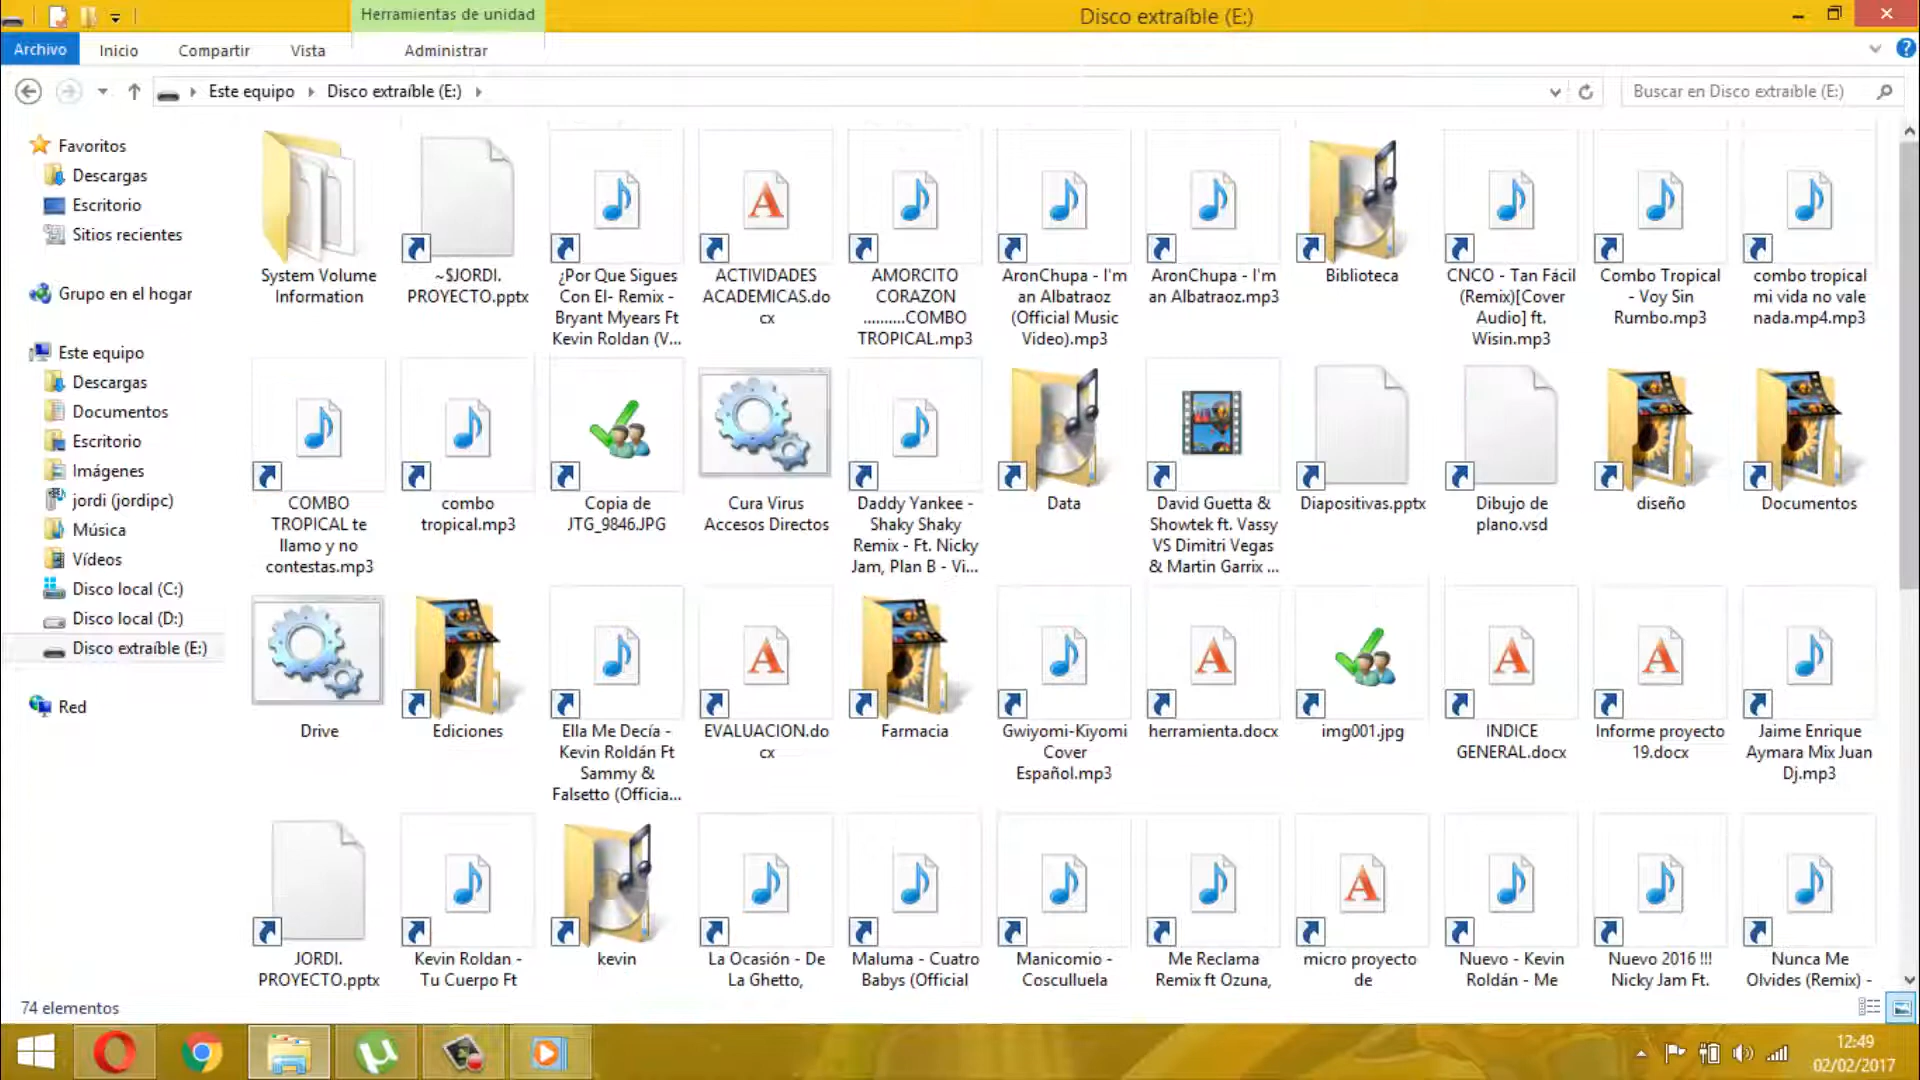 Herramientas de unidad
Disco extraíble (E:)
Archivo
Inicio
Compartir
Vista
Administrar
Este equipo
Disco extraíble (E:)
Buscar en Disco extraíble (E:)
Favoritos
Descargas
Escritorio
Sitios recientes
Grupo en el hogar
Este equipo
Descargas
Documentos
Escritorio
Imágenes
jordi (jordipc)
Música
Vídeos
Disco local (C:)
Disco local (D:)
Disco extraíble (E:)
Red
System Volume
Information
~$JORDI.
PROYECTO.pptx
¿Por Que Sigues
Con El- Remix -
Bryant Myears Ft
Kevin Roldan (V...
ACTIVIDADES
ACADEMICAS.do
cx
AMORCITO
CORAZON
..........COMBO
TROPICAL.mp3
AronChupa - I'm
an Albatraoz
(Official Music
Video).mp3
AronChupa - I'm
an Albatraoz.mp3
Biblioteca
CNCO - Tan Fácil
(Remix)[Cover
Audio] ft.
Wisin.mp3
Combo Tropical
- Voy Sin
Rumbo.mp3
combo tropical
mi vida no vale
nada.mp4.mp3
COMBO
TROPICAL te
llamo y no
contestas.mp3
combo
tropical.mp3
Copia de
JTG_9846.JPG
Cura Virus
Accesos Directos
Daddy Yankee -
Shaky Shaky
Remix - Ft. Nicky
Jam, Plan B - Vi...
Data
David Guetta &
Showtek ft. Vassy
VS Dimitri Vegas
& Martin Garrix ...
Diapositivas.pptx
Dibujo de
plano.vsd
diseño
Documentos
Drive
Ediciones
Ella Me Decía -
Kevin Roldán Ft
Sammy &
Falsetto (Officia...
EVALUACION.do
cx
Farmacia
Gwiyomi-Kiyomi
Cover
Español.mp3
herramienta.docx
img001.jpg
INDICE
GENERAL.docx
Informe proyecto
19.docx
Jaime Enrique
Aymara Mix Juan
Dj.mp3
JORDI.
PROYECTO.pptx
Kevin Roldan -
Tu Cuerpo Ft
kevin
La Ocasión - De
La Ghetto,
Maluma - Cuatro
Babys (Official
Manicomio -
Cosculluela
Me Reclama
Remix ft Ozuna,
micro proyecto
de
Nuevo - Kevin
Roldán - Me
Nuevo 2016 !!!
Nicky Jam Ft.
Nunca Me
Olvides (Remix) -
74 elementos
12:49
02/02/2017